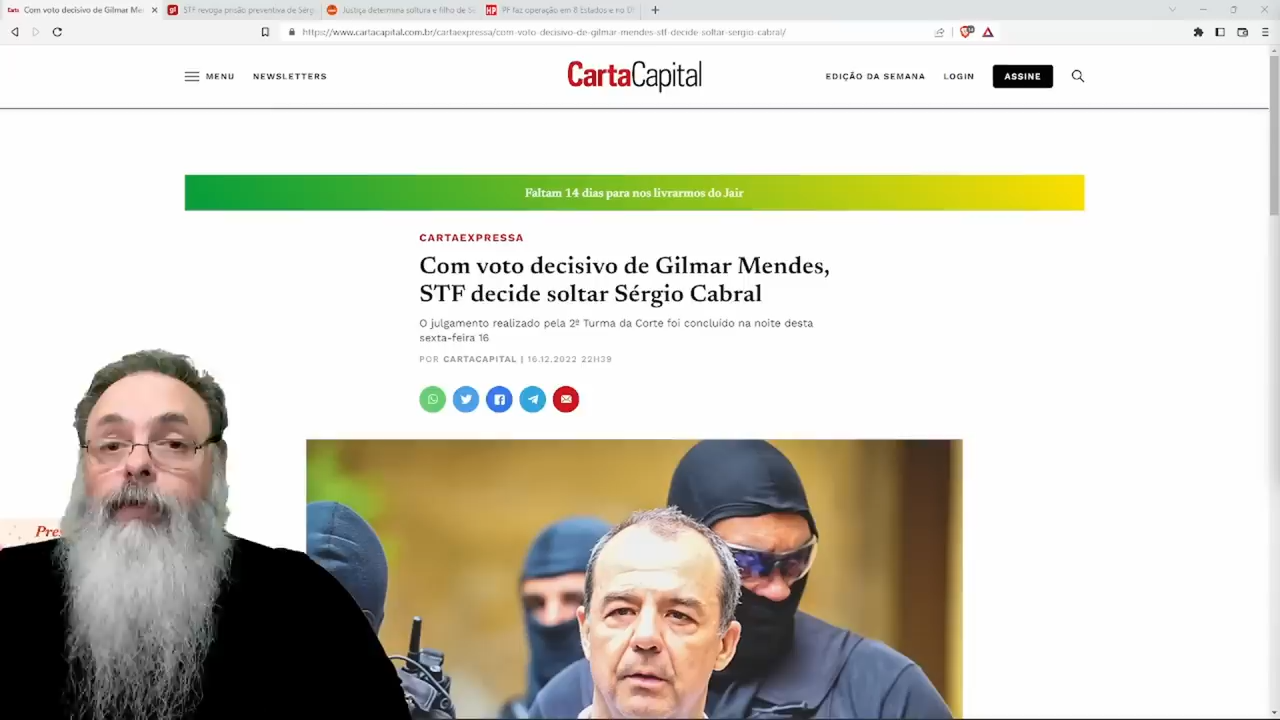 Com voto decisivo de Gilmar Me
STF revoga prisão preventiva de Sérg
Justiça determina soltura e filho de Sé
PF faz operação em 8 Estados e no D
https://www.cartacapital.com.br/cartaexpressa/com-voto-decisivo-de-gilmar-mendes-stf-decide-soltar-sergio-cabral/
MENU
NEWSLETTERS
CartaCapital
EDIÇÃO DA SEMANA
LOGIN
ASSINE
Faltam 14 dias para nos livrarmos do Jair
CARTAEXPRESSA
Com voto decisivo de Gilmar Mendes,
STF decide soltar Sérgio Cabral
O julgamento realizado pela 2ª Turma da Corte foi concluído na noite desta
sexta-feira 16
POR CARTACAPITAL | 16.12.2022 22H39
Pres